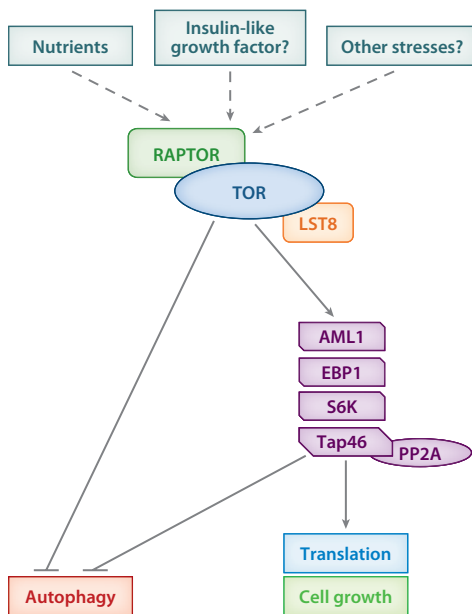 Nutrients
Insulin-like
growth factor?
Other stresses?
RAPTOR
TOR
LST8
AML1
EBP1
S6K
Tap46
PP2A
Autophagy
Translation
Cell growth